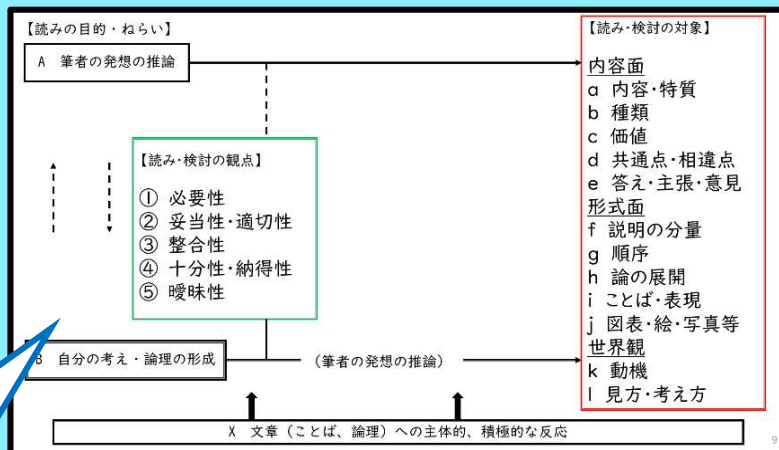 【読みの目的・ねらい】
A 筆者の発想の推論
【読み・検討の観点】
① 必要性
② 妥当性・適切性
③ 整合性
④ 十分性・納得性
⑤ 曖昧性
B 自分の考え・論理の形成
(筆者の発想の推論)
X 文章(ことば、論理)への主体的、積極的な反応
【読み・検討の対象】
内容面
a 内容・特質
b 種類
c 価値
d 共通点・相違点
e 答え・主張・意見
形式面
f 説明の分量
g 順序
h 論の展開
i ことば・表現
j 図表・絵・写真等
世界観
k 動機
l 見方・考え方
9